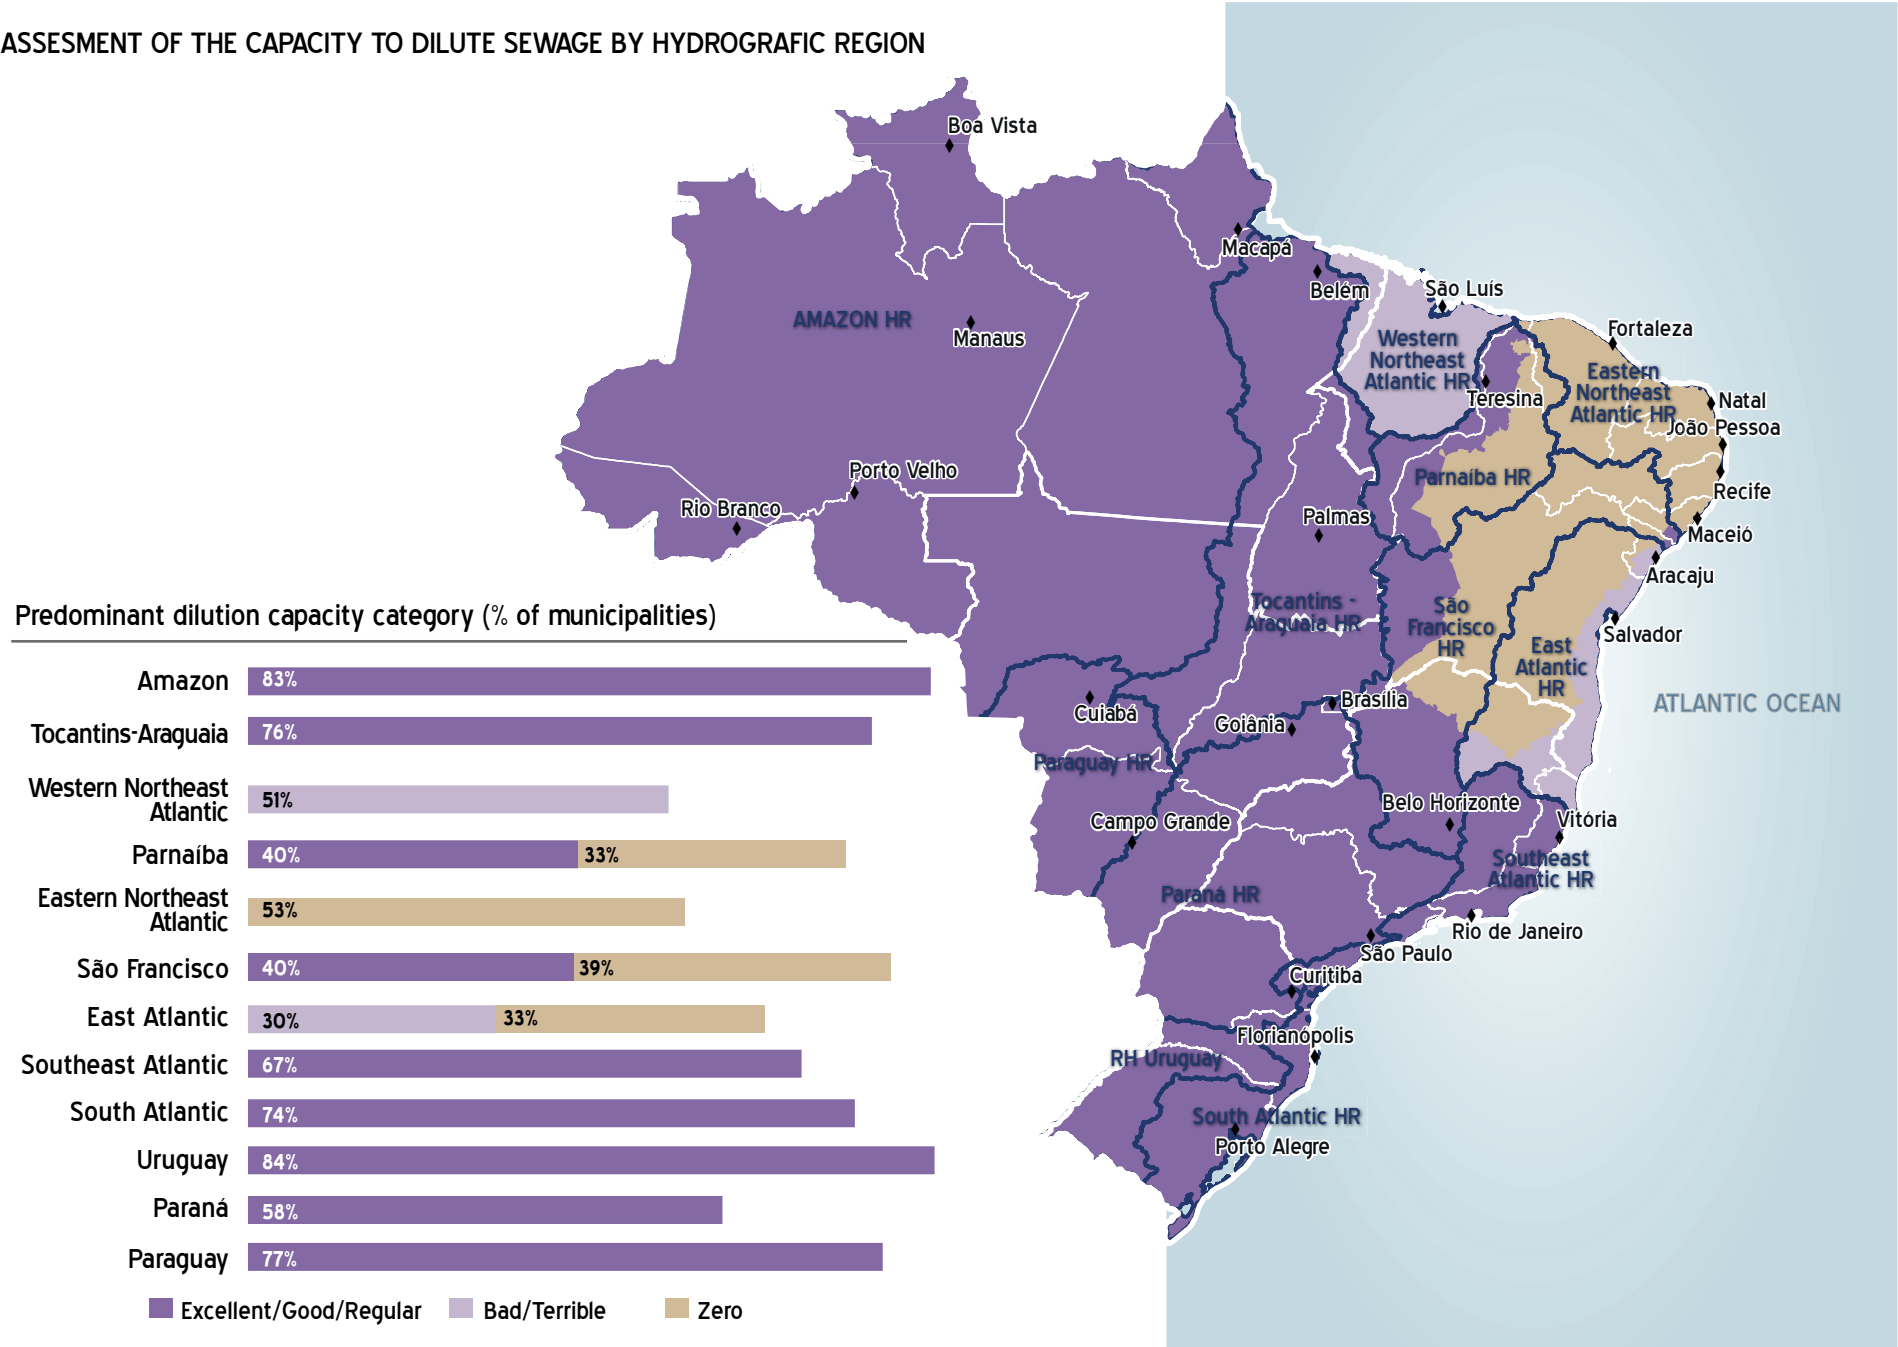 ASSESMENT OF THE CAPACITY TO DILUTE SEWAGE BY HYDROGRAFIC REGION
Boa Vista
Macapá
Belém
São Luís
AMAZON HR
Manaus
Western
Northeast
Atlantic HR
Fortaleza
Eastern
Northeast
Atlantic HR
Teresina
Natal
João Pessoa
Porto Velho
Parnaíba HR
Recife
Rio Branco
Palmas
Maceió
Aracaju
Tocantins -
Araguaia HR
São
Francisco
HR
Salvador
East
Atlantic
HR
ATLANTIC OCEAN
Cuiabá
Brasília
Goiânia
Paraguay HR
Belo Horizonte
Vitória
Campo Grande
Southeast
Atlantic HR
Paraná HR
Rio de Janeiro
São Paulo
Curitiba
Florianópolis
RH Uruguay
South Atlantic HR
Porto Alegre
Predominant dilution capacity category (% of municipalities)
Amazon 83%
Tocantins-Araguaia 76%
Western Northeast
Atlantic 51%
Parnaíba 40% 33%
Eastern Northeast
Atlantic 53%
São Francisco 40% 39%
East Atlantic 30% 33%
Southeast Atlantic 67%
South Atlantic 74%
Uruguay 84%
Paraná 58%
Paraguay 77%
Excellent/Good/Regular Bad/Terrible Zero